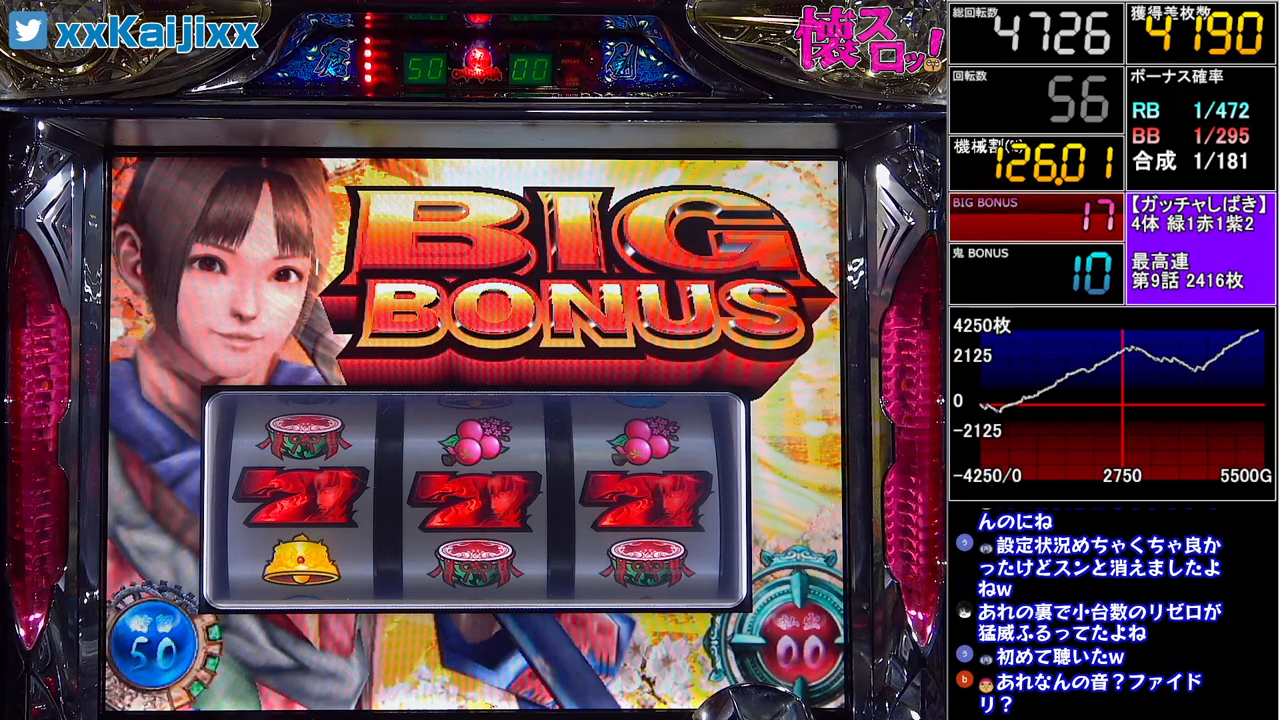 xxKaijixx
懐スロッ!
50
00
BIG
BONUS
50
00
総回転数
4726
獲得差枚数
4190
回転数
56
ボーナス確率
RB 1/472
BB 1/295
合成 1/181
機械割(%)
126.01
BIG BONUS
17
【ガッチャしばき】
4体 緑1赤1紫2
最高連
第9話 2416枚
鬼 BONUS
10
4250枚
2125
0
-2125
-4250/0
2750
5500G
んのにね
う
設定状況めちゃくちゃ良か
ったけどスンと消えましたよ
ねw
あれの裏で小台数のリゼロが
猛威ふるってたよね
う
初めて聴いたw
b
あれなんの音？ファイド
リ？